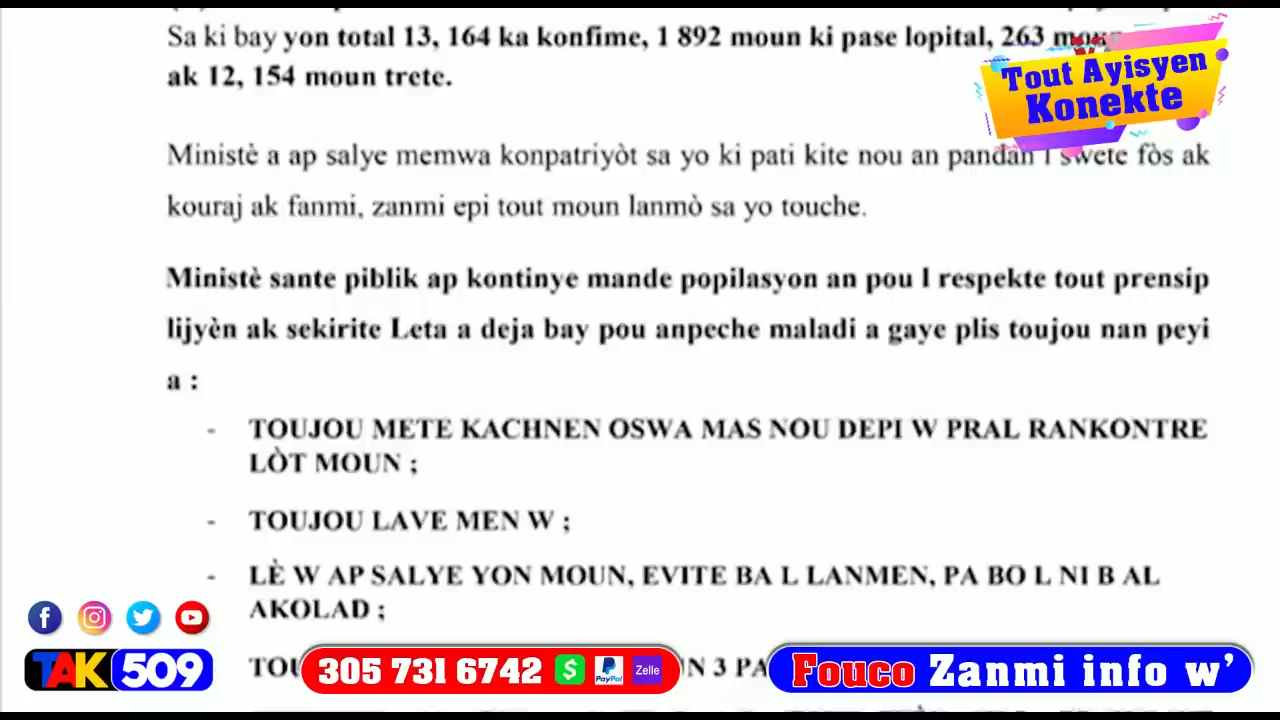 Sa ki bay yon total 13, 164 ka konfime, 1 892 moun ki pase lopital, 263
ak 12, 154 moun trete.
Tout Ayisyen
Konekte
Ministè a ap salye memwa konpatriyòt sa yo ki pati kite nou an pandan l swete fòs ak
kouraj ak fanmi, zanmi epi tout moun lanmò sa yo touche.
Ministè sante piblik ap kontinye mande popilasyon an pou l respekte tout prensip
lijyèn ak sekirite Leta a deja bay pou anpeche maladi a gaye plis toujou nan peyi
a :
- TOUJOU METE KACHNEN OSWA MAS NOU DEPI W PRAL RANKONTRE
LÒT MOUN ;
- TOUJOU LAVE MEN W ;
- LÈ W AP SALYE YON MOUN, EVITE BA L LANMEN, PA BO L NI B AL
AKOLAD ;
TAK 509
305 731 6742 $ PayPal Zelle
3
Fouco Zanmi info w'